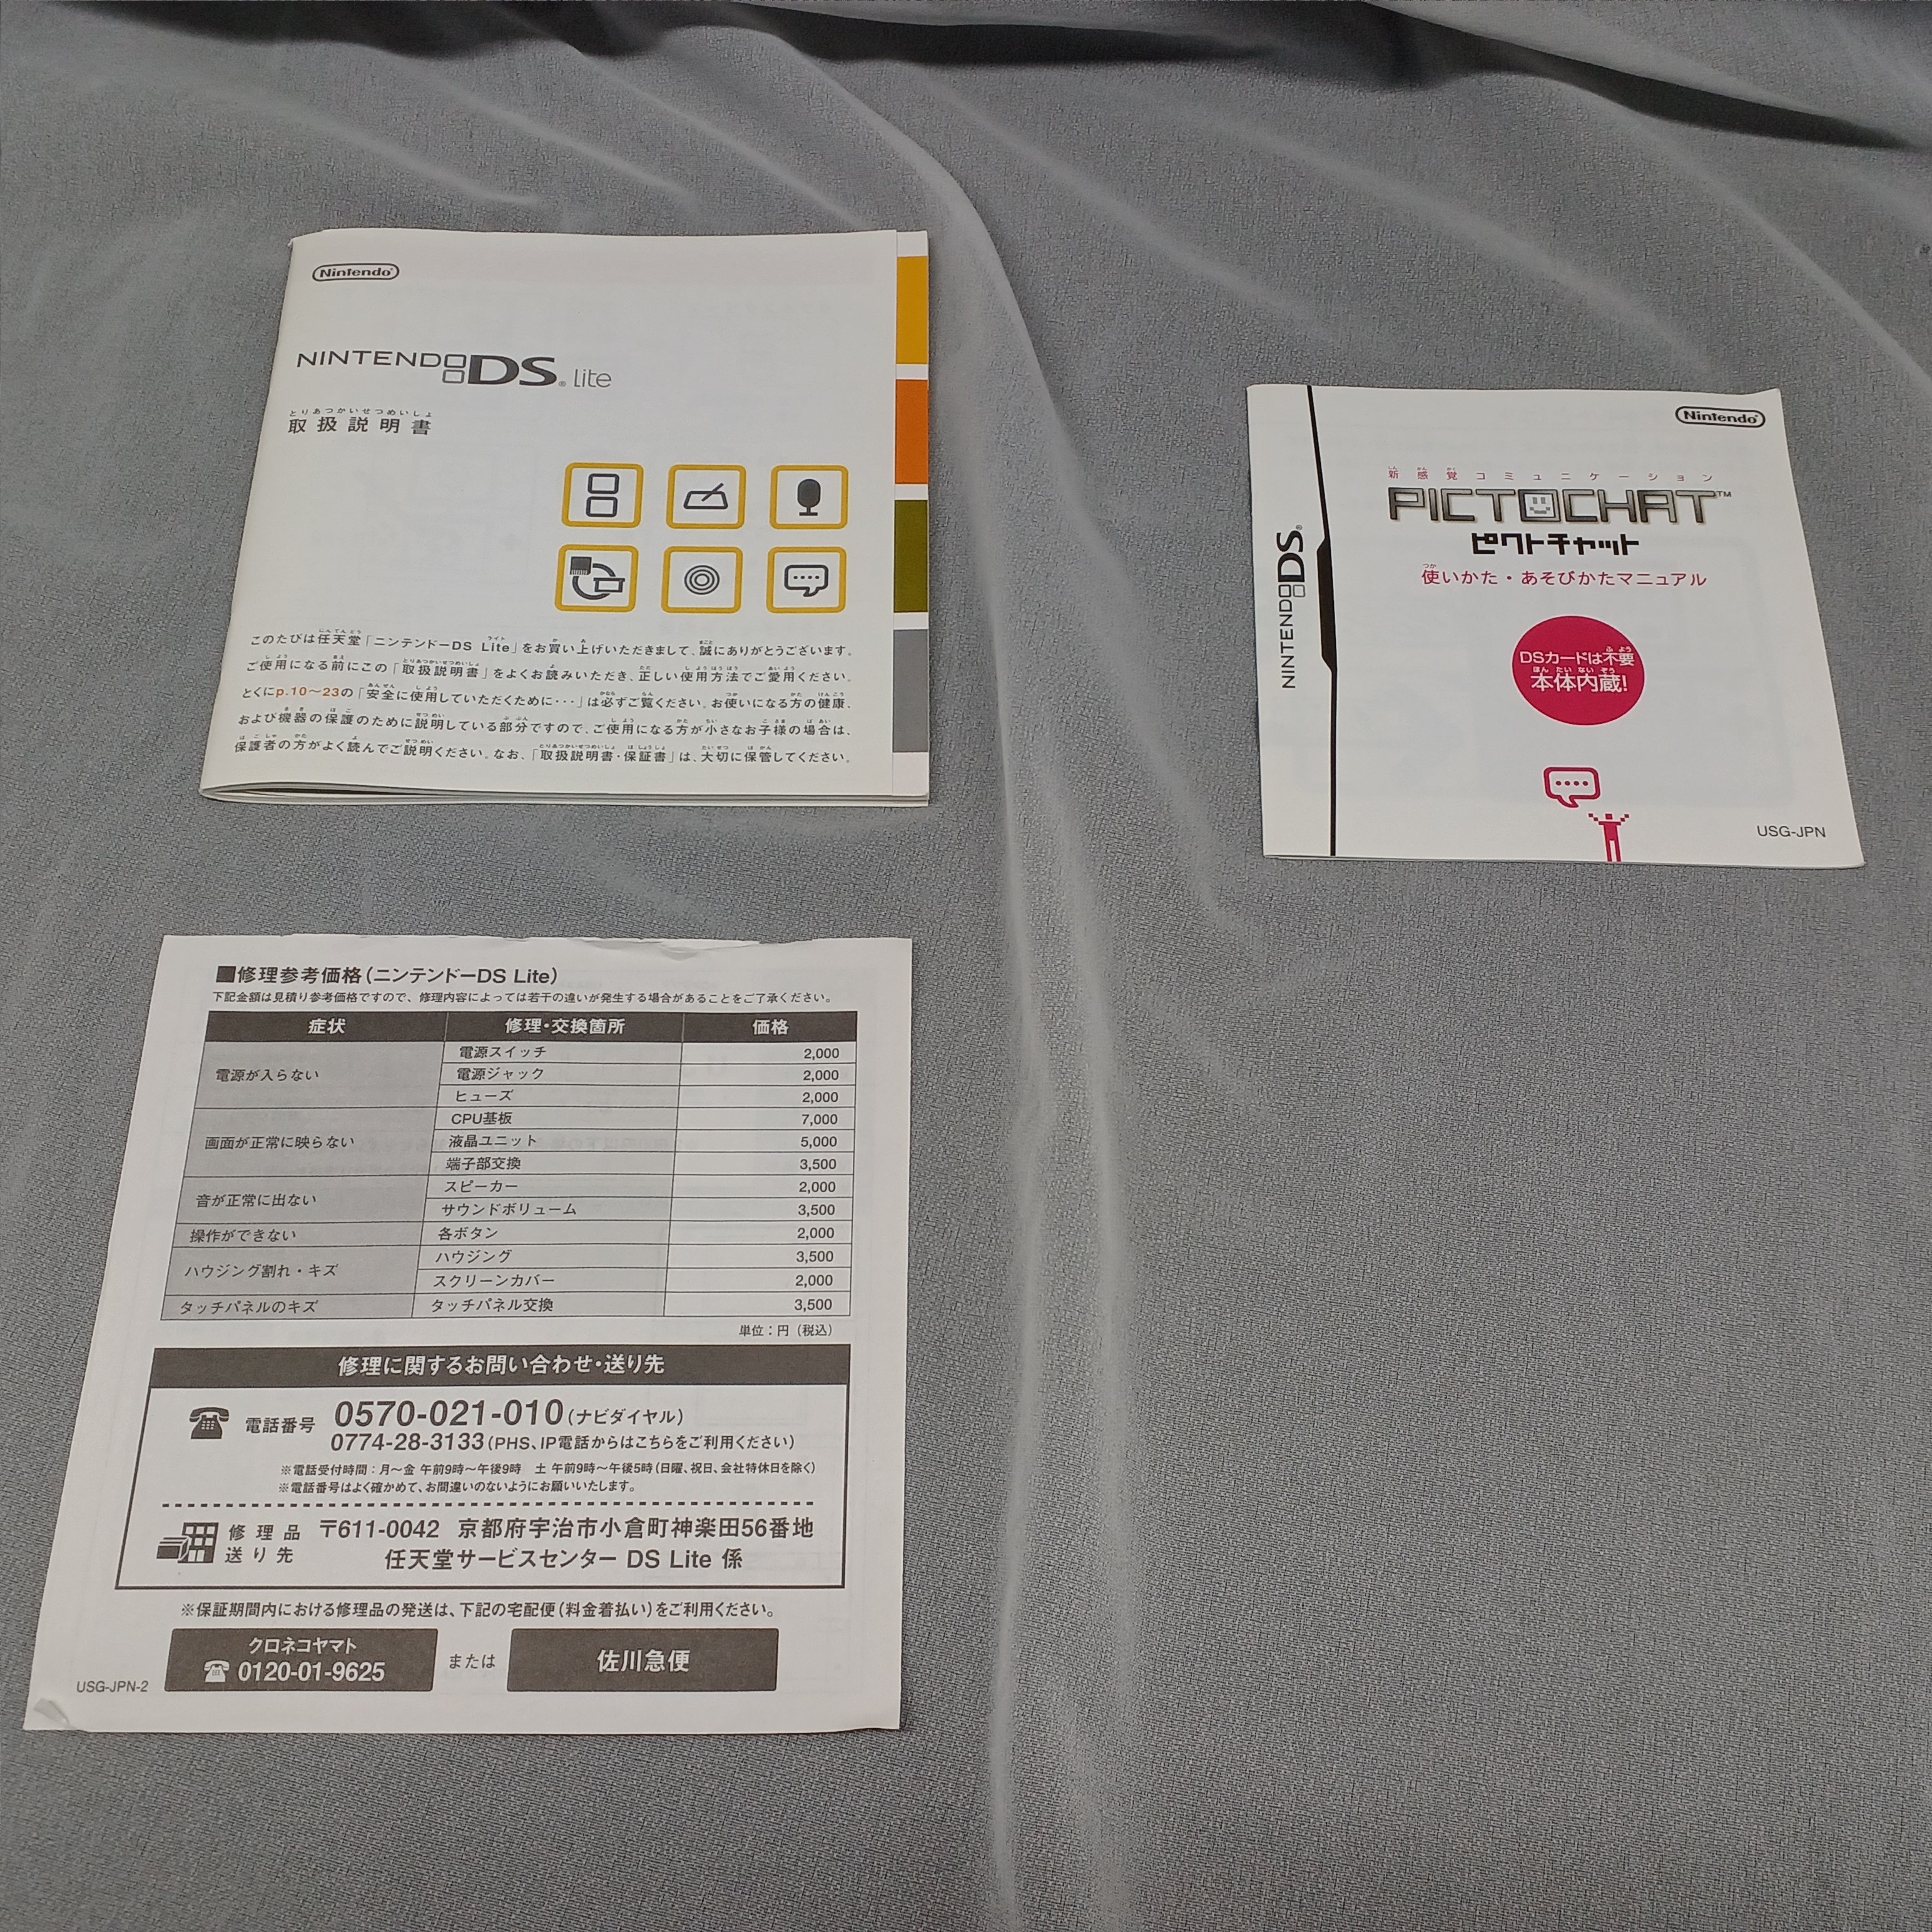 Nintendo
NINTENDO DS® lite
とりあつかいせつめいしょ
取扱説明書
このたびは任天堂「ニンテンドーDS Lite」をお買い上げいただきまして、誠にありがとうございます。
ご使用になる前にこの「取扱説明書」をよくお読みいただき、正しい使用方法でご愛用ください。
とくにp.10〜23の「安全に使用していただくために・・・」は必ずご覧ください。お使いになる方の健康、
および機器の保護のために説明している部分ですので、ご使用になる方が小さなお子様の場合は、
保護者の方がよく読んでご説明ください。なお、「取扱説明書・保証書」は、大切に保管してください。
Nintendo
NINTENDO DS®
新感覚コミュニケーション
PICTOCHAT™
ピクトチャット
使いかた・あそびかたマニュアル
DSカードは不要
本体内蔵!
USG-JPN
■修理参考価格(ニンテンドーDS Lite)
下記金額は見積り参考価格ですので、修理内容によっては若干の違いが発生する場合があることをご了承ください。
症状 修理・交換箇所 価格
電源が入らない 電源スイッチ 2,000
電源ジャック 2,000
ヒューズ 2,000
画面が正常に映らない CPU基板 7,000
液晶ユニット 5,000
端子部交換 3,500
音が正常に出ない スピーカー 2,000
サウンドボリューム 3,500
操作ができない 各ボタン 2,000
ハウジング割れ・キズ ハウジング 3,500
スクリーンカバー 2,000
タッチパネルのキズ タッチパネル交換 3,500
単位：円（税込）
修理に関するお問い合わせ・送り先
電話番号 0570-021-010(ナビダイヤル)
0774-28-3133(PHS、IP電話からはこちらをご利用ください)
※電話受付時間：月〜金 午前9時〜午後9時 土 午前9時〜午後5時(日曜、祝日、会社特休日を除く)
※電話番号はよく確かめて、お間違いのないようにお願いいたします。
修理品送り先 〒611-0042 京都府宇治市小倉町神楽田56番地
任天堂サービスセンター DS Lite 係
※保証期間内における修理品の発送は、下記の宅配便(料金着払い)をご利用ください。
クロネコヤマト
0120-01-9625
または
佐川急便
USG-JPN-2